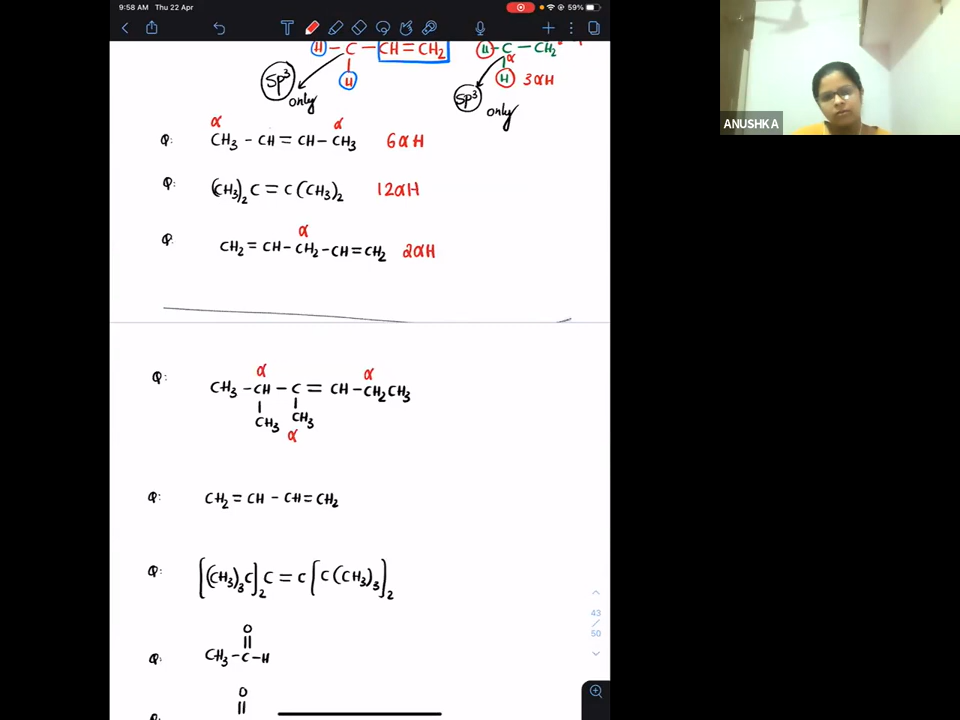 9:58 AM Thu 22 Apr
59%
H - C - CH = CH2
H - C - CH2
α
H
H 3αH
Sp3
only
Sp3
only
α α
Q: CH3 - CH = CH - CH3 6αH
Q: (CH3)2 C = C (CH3)2 12αH
α
Q: CH2 = CH - CH2 - CH = CH2 2αH
α α
Q: CH3 - CH - C = CH - CH2CH3
CH3 CH3
α
Q: CH2 = CH - CH = CH2
Q: [(CH3)3C]2 C = C [C(CH3)3]2
O
Q: CH3 - C - H
O
Q:
43
50
ANUSHKA